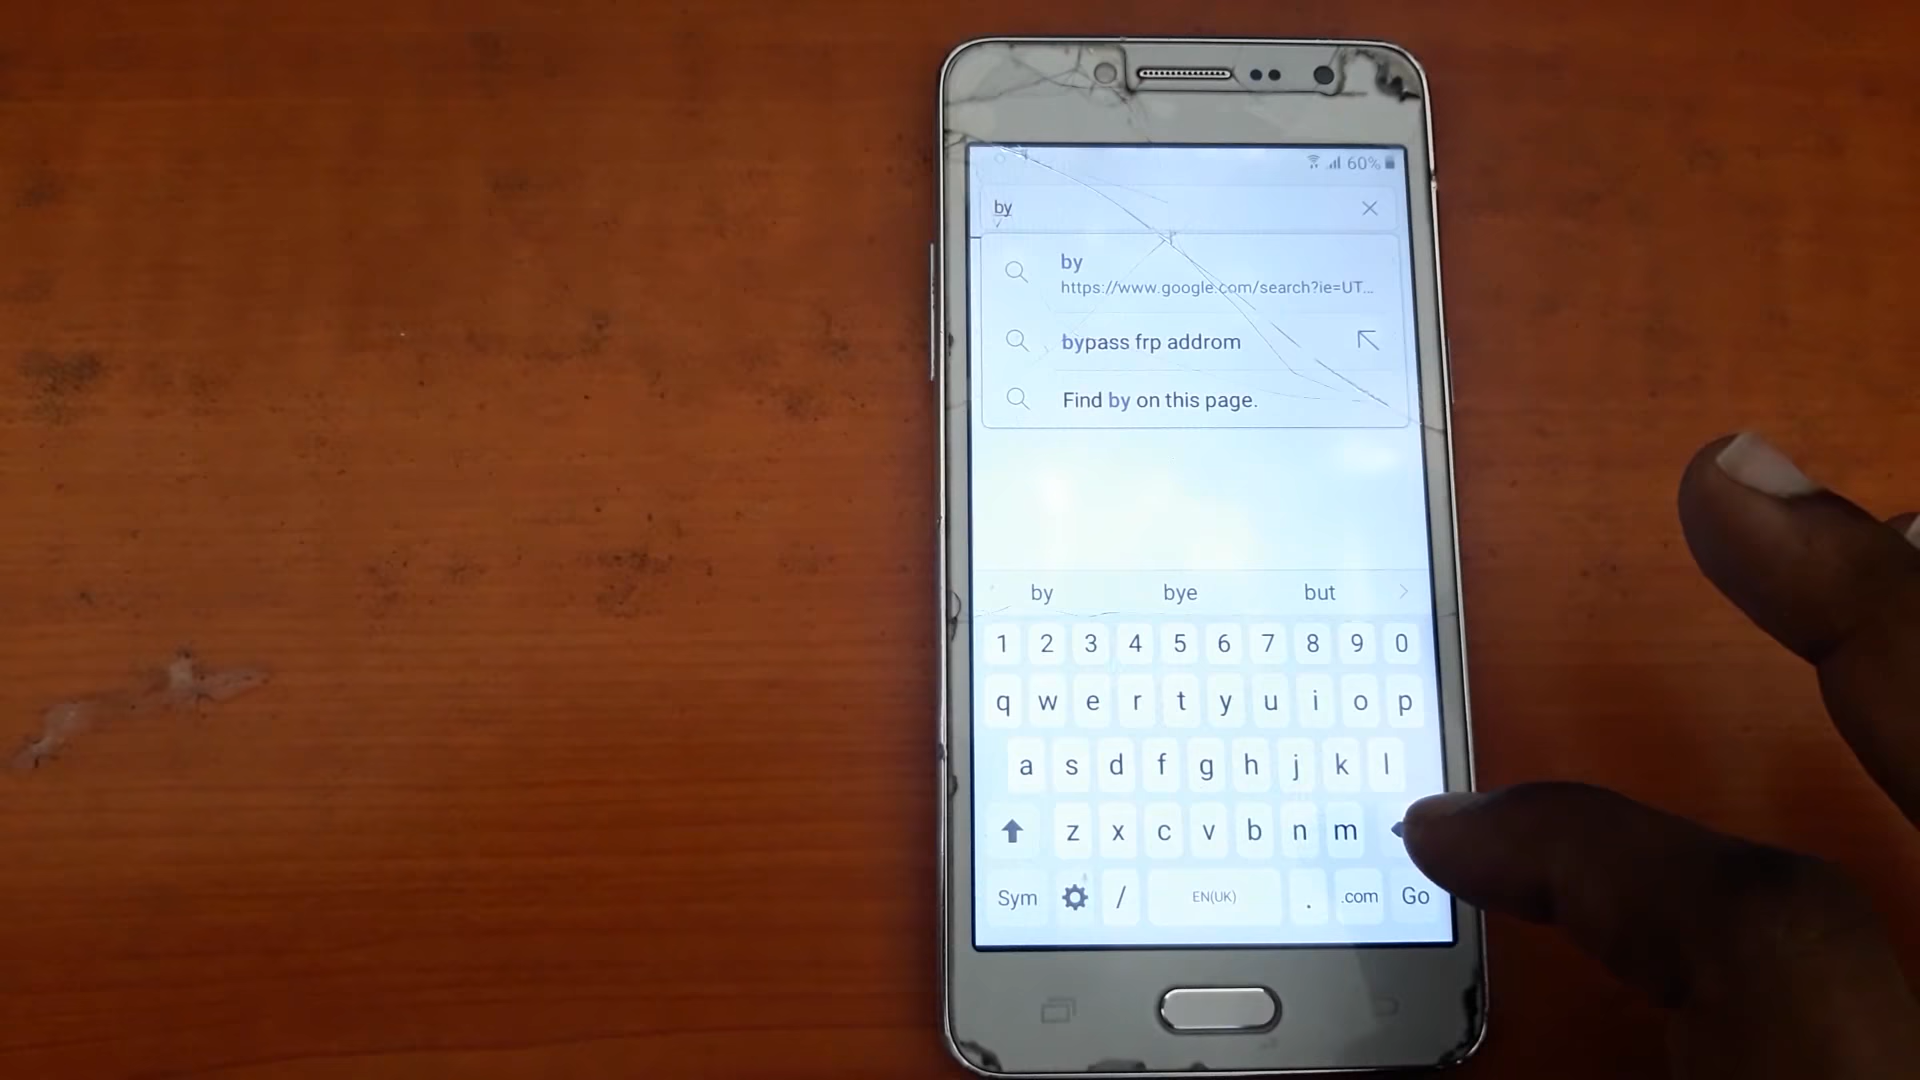 60%
by
by
https://www.google.com/search?ie=UT...
bypass frp addrom
Find by on this page.
by bye but
1 2 3 4 5 6 7 8 9 0
q w e r t y u i o p
a s d f g h j k l
z x c v b n m
Sym / EN(UK) . .com Go